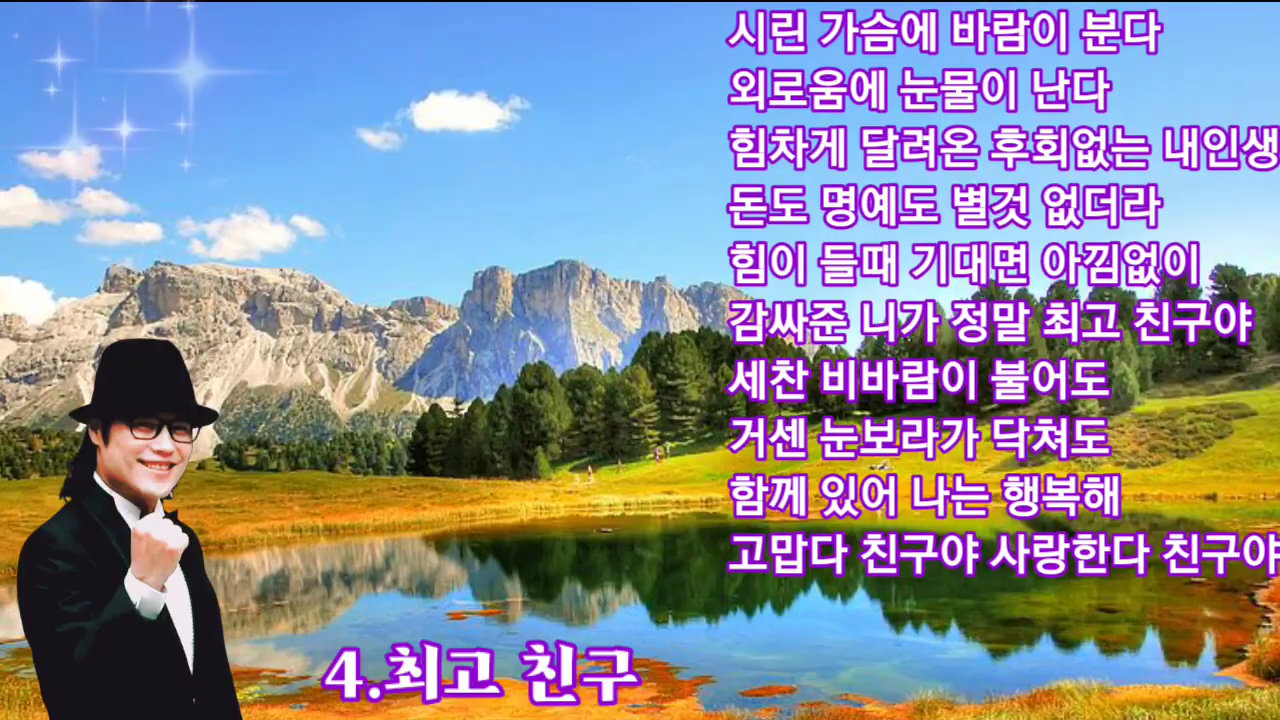 시린 가슴에 바람이 분다
외로움에 눈물이 난다
힘차게 달려온 후회없는 내인생
돈도 명예도 별것 없더라
힘이 들때 기대면 아낌없이
감싸준 니가 정말 최고 친구야
세찬 비바람이 불어도
거센 눈보라가 닥쳐도
함께 있어 나는 행복해
고맙다 친구야 사랑한다 친구야
4.최고 친구